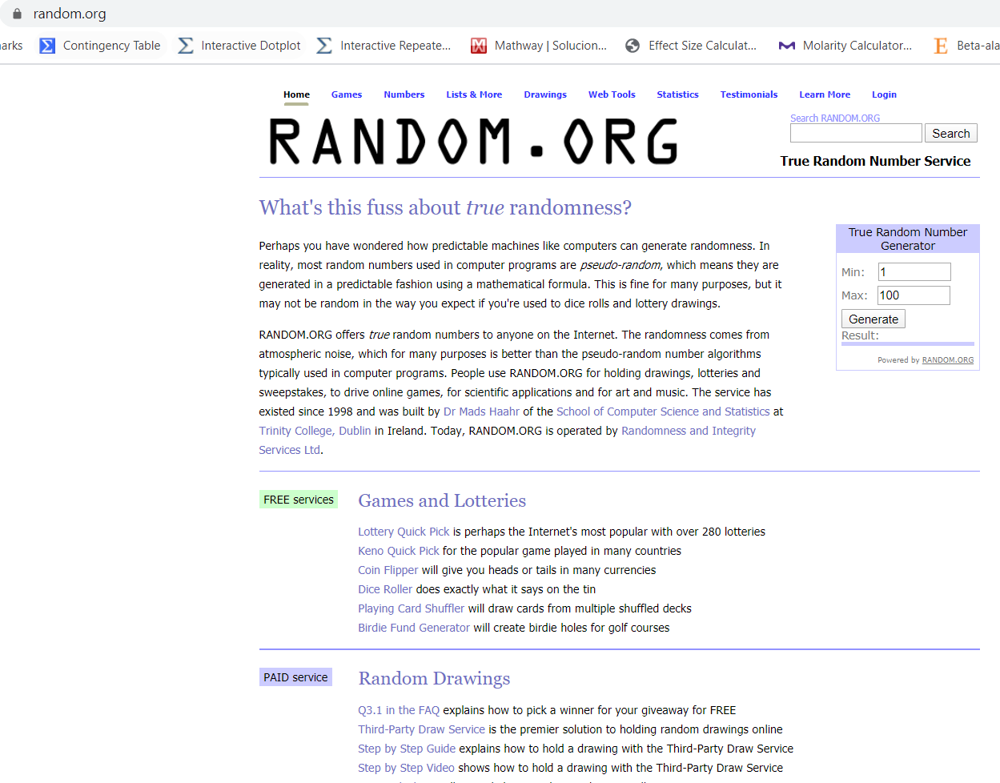 random.org
arks Contingency Table Interactive Dotplot Interactive Repeate... Mathway | Solucion... Effect Size Calculat... Molarity Calculator... Beta-ala
Home Games Numbers Lists & More Drawings Web Tools Statistics Testimonials Learn More Login
RANDOM.ORG
Search RANDOM.ORG
Search
True Random Number Service
What's this fuss about true randomness?
Perhaps you have wondered how predictable machines like computers can generate randomness. In
reality, most random numbers used in computer programs are pseudo-random, which means they are
generated in a predictable fashion using a mathematical formula. This is fine for many purposes, but it
may not be random in the way you expect if you're used to dice rolls and lottery drawings.
RANDOM.ORG offers true random numbers to anyone on the Internet. The randomness comes from
atmospheric noise, which for many purposes is better than the pseudo-random number algorithms
typically used in computer programs. People use RANDOM.ORG for holding drawings, lotteries and
sweepstakes, to drive online games, for scientific applications and for art and music. The service has
existed since 1998 and was built by Dr Mads Haahr of the School of Computer Science and Statistics at
Trinity College, Dublin in Ireland. Today, RANDOM.ORG is operated by Randomness and Integrity
Services Ltd.
True Random Number
Generator
Min: 1
Max: 100
Generate
Result:
Powered by RANDOM.ORG
FREE services
Games and Lotteries
Lottery Quick Pick is perhaps the Internet's most popular with over 280 lotteries
Keno Quick Pick for the popular game played in many countries
Coin Flipper will give you heads or tails in many currencies
Dice Roller does exactly what it says on the tin
Playing Card Shuffler will draw cards from multiple shuffled decks
Birdie Fund Generator will create birdie holes for golf courses
PAID service
Random Drawings
Q3.1 in the FAQ explains how to pick a winner for your giveaway for FREE
Third-Party Draw Service is the premier solution to holding random drawings online
Step by Step Guide explains how to hold a drawing with the Third-Party Draw Service
Step by Step Video shows how to hold a drawing with the Third-Party Draw Service